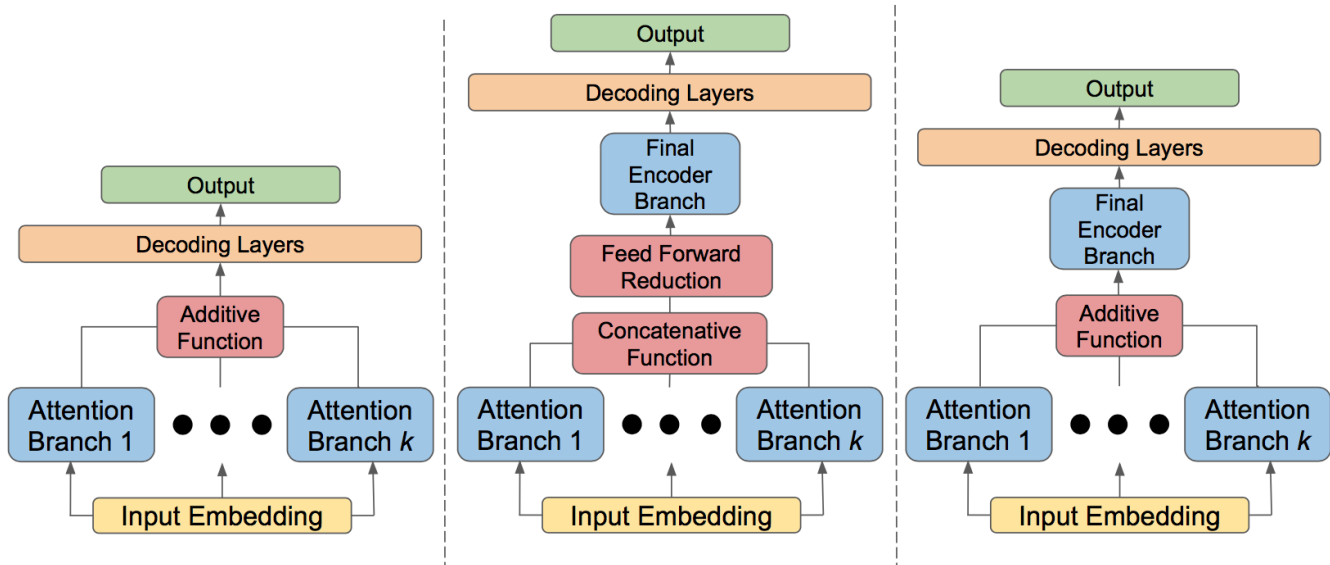 Output
Decoding Layers
Additive
Function
Attention
Branch 1
Attention
Branch k
Input Embedding
Output
Decoding Layers
Final
Encoder
Branch
Feed Forward
Reduction
Concatenative
Function
Attention
Branch 1
Attention
Branch k
Input Embedding
Output
Decoding Layers
Final
Encoder
Branch
Additive
Function
Attention
Branch 1
Attention
Branch k
Input Embedding